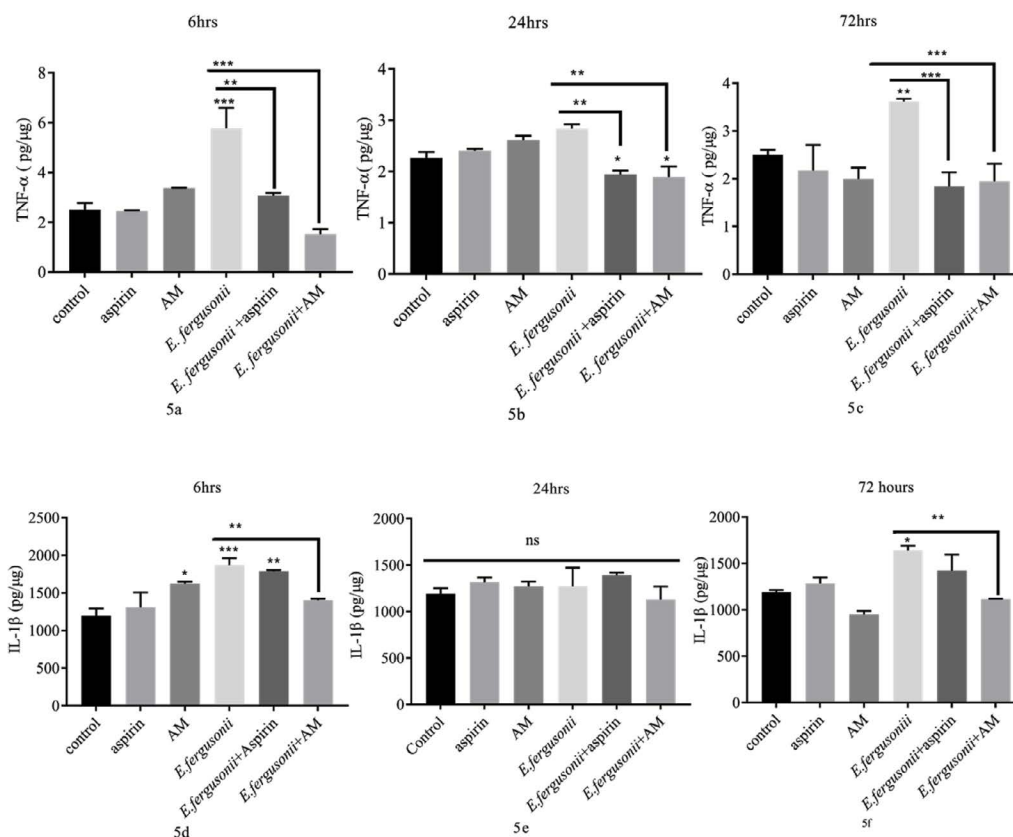 6hrs
***
**
***
TNF-α ( pg/μg)
8
6
4
2
0
control
aspirin
AM
E. fergusonii
E. fergusonii +aspirin
E. fergusonii+AM
5a
24hrs
**
**
*
*
TNF-α( pg/μg)
4
3
2
1
0
control
aspirin
AM
E. fergusonii
E. fergusonii +aspirin
E. fergusonii+AM
5b
72hrs
***
***
**
TNF-α ( pg/μg)
4
3
2
1
0
control
aspirin
AM
E. fergusonii
E. fergusonii +aspirin
E. fergusonii+AM
5c
6hrs
**
***
**
*
IL-1β (pg/μg)
2500
2000
1500
1000
500
0
control
aspirin
AM
E.fergusonii
E.fergusonii+Aspirin
E.fergusonii+AM
5d
24hrs
ns
IL-1β (pg/μg)
2000
1500
1000
500
0
Control
aspirin
AM
E.fergusonii
E.fergusonii+aspirin
E.fergusonii+AM
5e
72 hours
**
*
IL-1β (pg/μg)
2000
1500
1000
500
0
control
aspirin
AM
E.fergusonii
E.fergusonii+aspirin
E.fergusonii+AM
5f